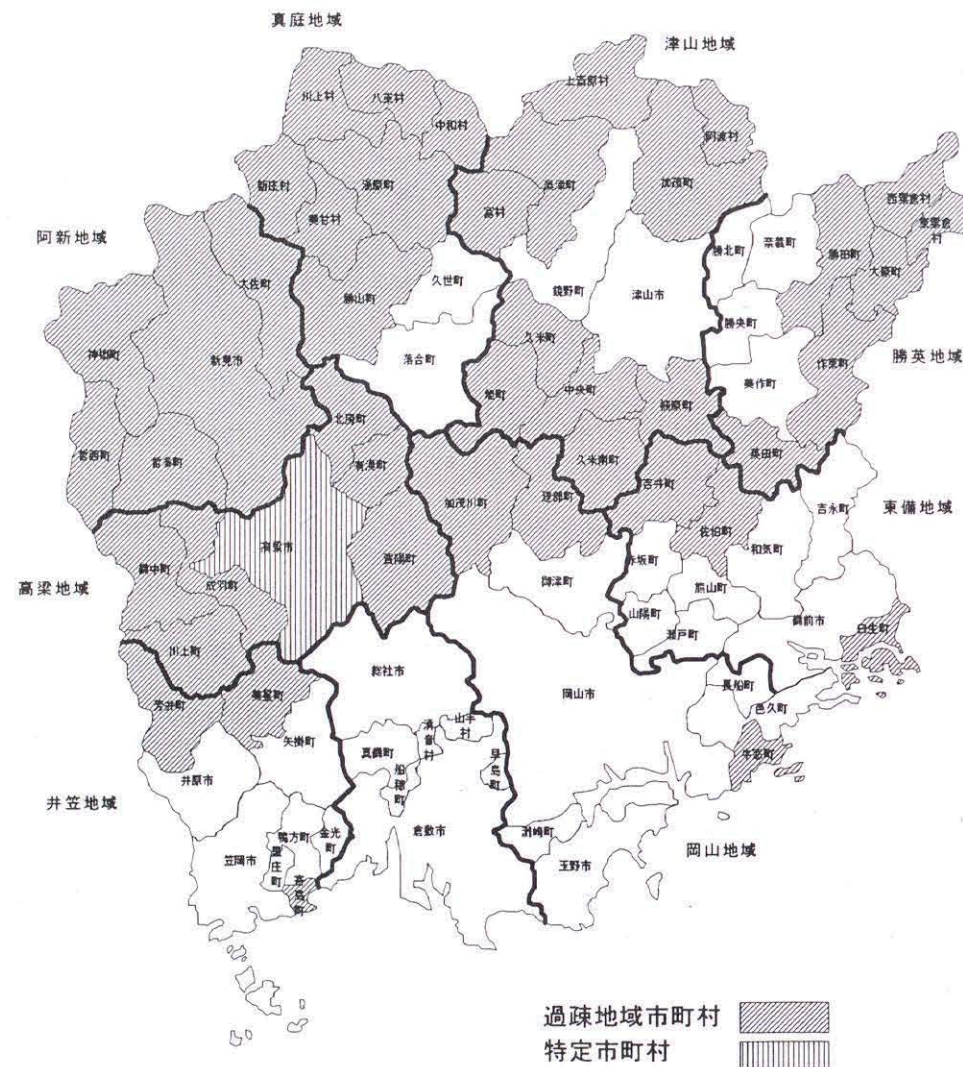 真庭地域
津山地域
川上村
八束村
中和村
上斎原村
阿波村
新庄村
湯原町
美甘村
富村
奥津町
加茂町
西粟倉村
東粟倉村
阿新地域
大佐町
勝山町
久世町
鏡野町
津山市
勝北町
奈義町
勝田町
大原町
神郷町
新見市
落合町
久米町
勝央町
作東町
勝英地域
旭町
中央町
柵原町
美作町
哲西町
哲多町
北房町
有漢町
久米南町
英田町
加茂川町
建部町
吉井町
佐伯町
吉永町
東備地域
和気町
高梁市
賀陽町
備中町
成羽町
高梁地域
御津町
赤坂町
熊山町
山陽町
瀬戸町
備前市
日生町
川上町
芳井町
美星町
総社市
岡山市
長船町
邑久町
矢掛町
真備町
清音村
山手村
早島町
船穂町
牛窓町
井原市
井笠地域
鴨方町
金光町
里庄町
笠岡市
寄島町
倉敷市
灘崎町
玉野市
岡山地域
過疎地域市町村
特定市町村